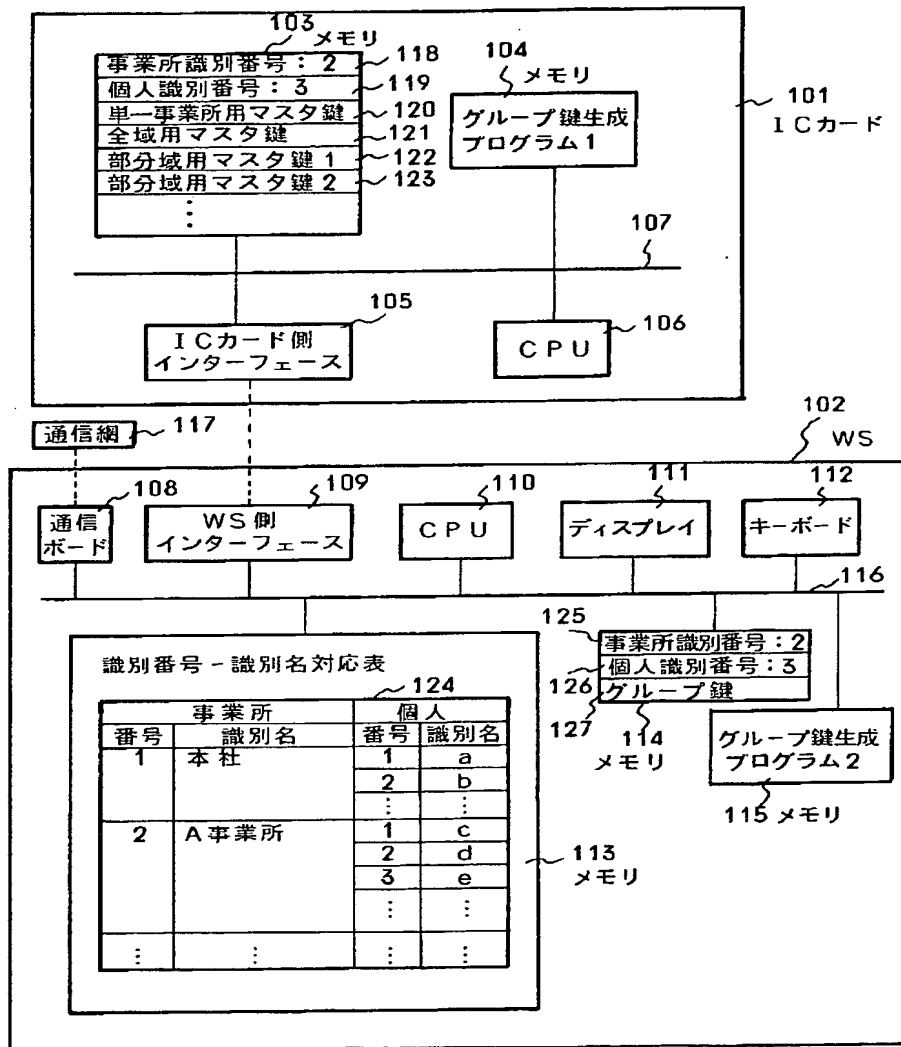 103
メモリ
事業所識別番号：2
118
個人識別番号：3
119
単一事業所用マスタ鍵
120
全域用マスタ鍵
121
部分域用マスタ鍵 1
122
部分域用マスタ鍵 2
123
⋮
104
メモリ
グループ鍵生成
プログラム1
101
ICカード
107
105
ICカード側
インターフェース
106
CPU
通信網
117
102
WS
108
通信
ボード
109
WS側
インターフェース
110
CPU
111
ディスプレイ
112
キーボード
116
識別番号-識別名対応表
124
事業所 個人
番号 識別名 番号 識別名
1 本社 1 a
2 b
⋮ ⋮
2 A事業所 1 c
2 d
3 e
⋮ ⋮
⋮ ⋮ ⋮ ⋮
113
メモリ
125
事業所識別番号：2
126
個人識別番号：3
127
グループ鍵
114
メモリ
グループ鍵生成
プログラム2
115 メモリ